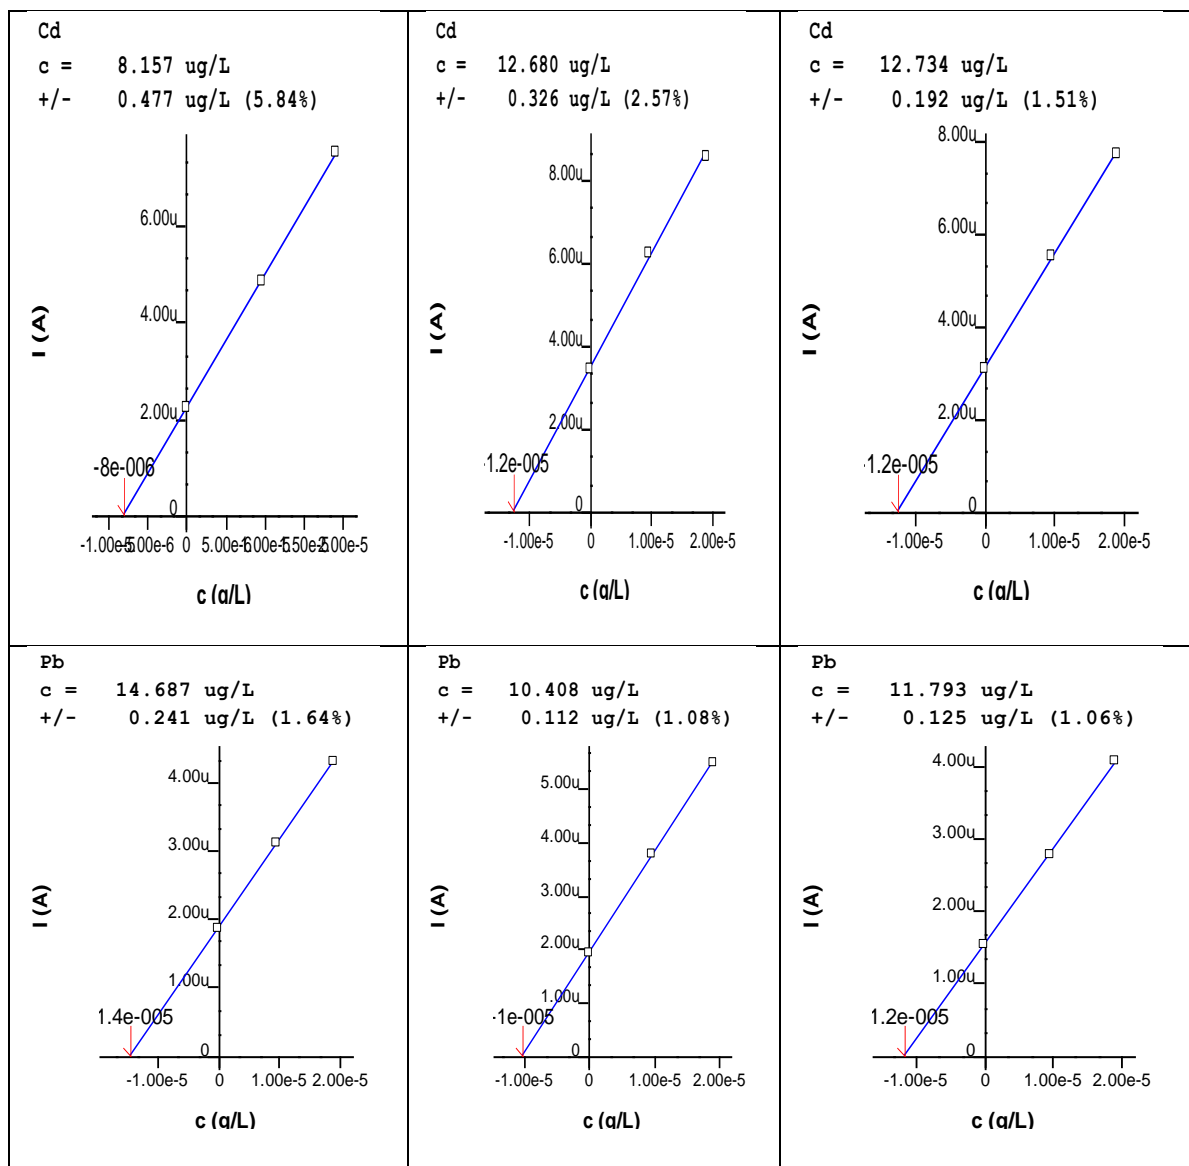 Cd
c = 8.157 ug/L
+/- 0.477 ug/L (5.84%)
6.00u
4.00u
2.00u
0
-8e-006
I (A)
0 2.00e-5
c (g/L)
Cd
c = 12.680 ug/L
+/- 0.326 ug/L (2.57%)
8.00u
6.00u
4.00u
2.00u
0
1.2e-005
I (A)
-1.00e-5 0 1.00e-5 2.00e-5
c (g/L)
Cd
c = 12.734 ug/L
+/- 0.192 ug/L (1.51%)
8.00u
6.00u
4.00u
2.00u
0
-1.2e-005
I (A)
-1.00e-5 0 1.00e-5 2.00e-5
c (g/L)
Pb
c = 14.687 ug/L
+/- 0.241 ug/L (1.64%)
4.00u
3.00u
2.00u
1.00u
0
1.4e-005
I (A)
-1.00e-5 0 1.00e-5 2.00e-5
c (g/L)
Pb
c = 10.408 ug/L
+/- 0.112 ug/L (1.08%)
5.00u
4.00u
3.00u
2.00u
1.00u
0
-1e-005
I (A)
-1.00e-5 0 1.00e-5 2.00e-5
c (g/L)
Pb
c = 11.793 ug/L
+/- 0.125 ug/L (1.06%)
4.00u
3.00u
2.00u
1.00u
0
1.2e-005
I (A)
-1.00e-5 0 1.00e-5 2.00e-5
c (g/L)